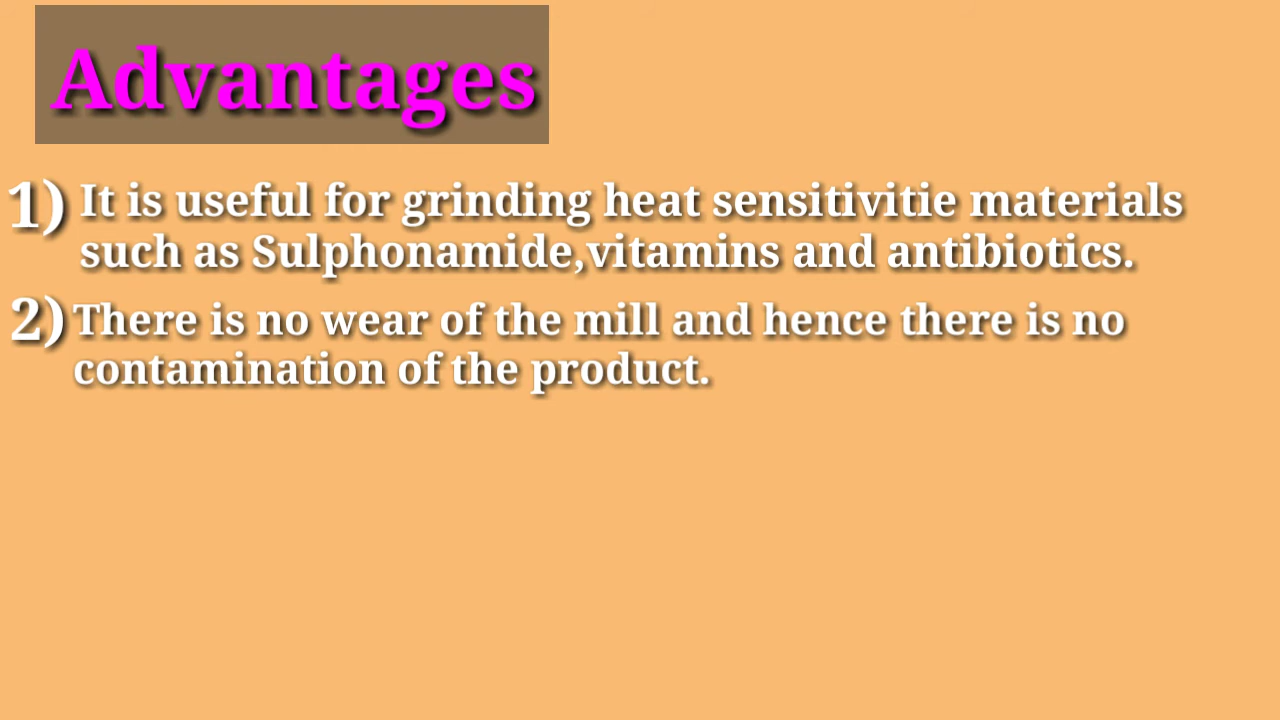 Advantages
1) It is useful for grinding heat sensitivitie materials
such as Sulphonamide,vitamins and antibiotics.
2) There is no wear of the mill and hence there is no
contamination of the product.